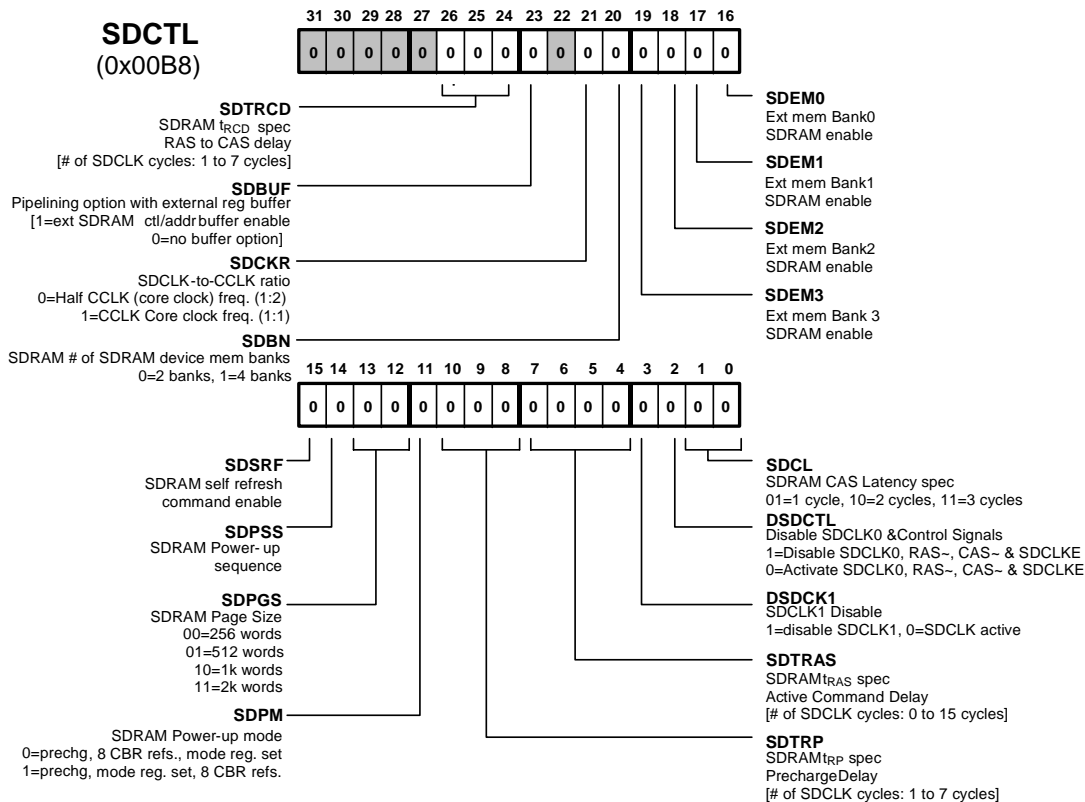 SDCTL
(0x00B8)
31 30 29 28 27 26 25 24 23 22 21 20 19 18 17 16
0 0 0 0 0 0 0 0 0 0 0 0 0 0 0 0
SDTRCD
SDRAM tRCD spec
RAS to CAS delay
[# of SDCLK cycles: 1 to 7 cycles]
SDBUF
Pipelining option with external reg buffer
[1=ext SDRAM ctl/addrbuffer enable
0=no buffer option]
SDCKR
SDCLK-to-CCLK ratio
0=Half CCLK (core clock) freq. (1:2)
1=CCLK Core clock freq. (1:1)
SDBN
SDRAM # of SDRAM device mem banks
0=2 banks, 1=4 banks
SDEM0
Ext mem Bank0
SDRAM enable
SDEM1
Ext mem Bank1
SDRAM enable
SDEM2
Ext mem Bank2
SDRAM enable
SDEM3
Ext mem Bank 3
SDRAM enable
15 14 13 12 11 10 9 8 7 6 5 4 3 2 1 0
0 0 0 0 0 0 0 0 0 0 0 0 0 0 0 0
SDSRF
SDRAM self refresh
command enable
SDPSS
SDRAM Power- up
sequence
SDPGS
SDRAM Page Size
00=256 words
01=512 words
10=1k words
11=2k words
SDPM
SDRAM Power-up mode
0=prechg, 8 CBR refs., mode reg. set
1=prechg, mode reg. set, 8 CBR refs.
SDCL
SDRAM CAS Latency spec
01=1 cycle, 10=2 cycles, 11=3 cycles
DSDCTL
Disable SDCLK0 &Control Signals
1=Disable SDCLK0, RAS~, CAS~ & SDCLKE
0=Activate SDCLK0, RAS~, CAS~ & SDCLKE
DSDCK1
SDCLK1 Disable
1=disable SDCLK1, 0=SDCLK active
SDTRAS
SDRAMtRAS spec
Active Command Delay
[# of SDCLK cycles: 0 to 15 cycles]
SDTRP
SDRAMtRP spec
PrechargeDelay
[# of SDCLK cycles: 1 to 7 cycles]